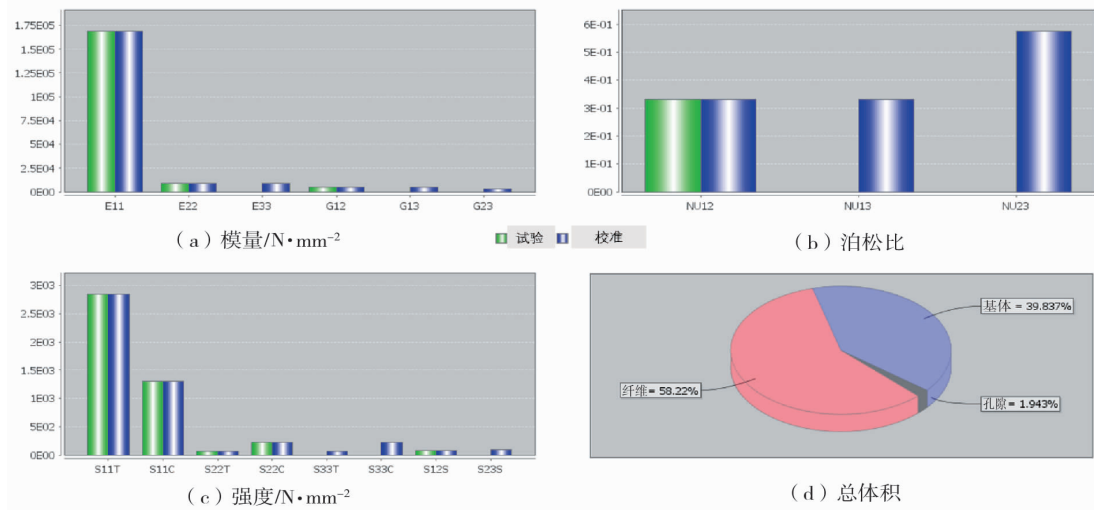 1.75E05
1.5E05
1.25E05
1E05
7.5E04
5E04
2.5E04
0E00
E11 E22 E33 G12 G13 G23
(a)模量/N·mm⁻²
6E-01
5E-01
4E-01
3E-01
2E-01
1E-01
0E00
NU12 NU13 NU23
(b)泊松比
试验 校准
3E03
2E03
2E03
1E03
1E03
5E02
0E00
S11T S11C S22T S22C S33T S33C S12S S23S
(c)强度/N·mm⁻²
基体 = 39.837%
纤维= 58.22%
孔隙 = 1.943%
(d)总体积